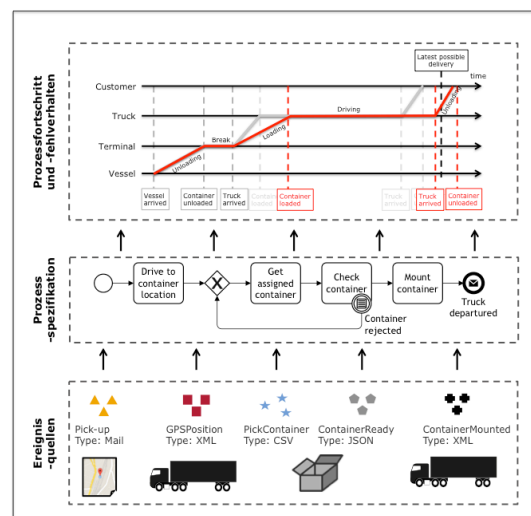 Prozessfortschritt
und -fehlverhalten
Latest possible
delivery
time
Customer
Truck
Terminal
Vessel
Unloading
Break
Loading
Driving
Unloading
Vessel
arrived
Container
unloaded
Truck
arrived
Container
loaded
Truck
arrived
Truck
arrived
Container
unloaded
Prozess
-spezifikation
Drive to
container
location
X
Get
assigned
container
Check
container
Mount
container
Truck
departured
Container
rejected
Ereignis
-quellen
Pick-up
Type: Mail
GPSPosition
Type: XML
PickContainer
Type: CSV
ContainerReady
Type: JSON
ContainerMounted
Type: XML